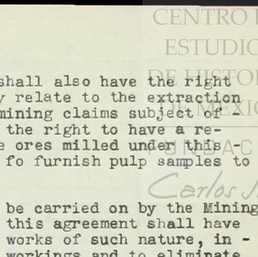 CENTRO
ESTUDIO
DE HISTO
shall also have the right
relate to the extraction
mining claims subject of -
the right to have a re-
ores milled under this -
fo furnish pulp samples to
FUNDAC
Carlos
be carried on by the Mining
this agreement shall have
works of such nature, in -
workings and to eliminate